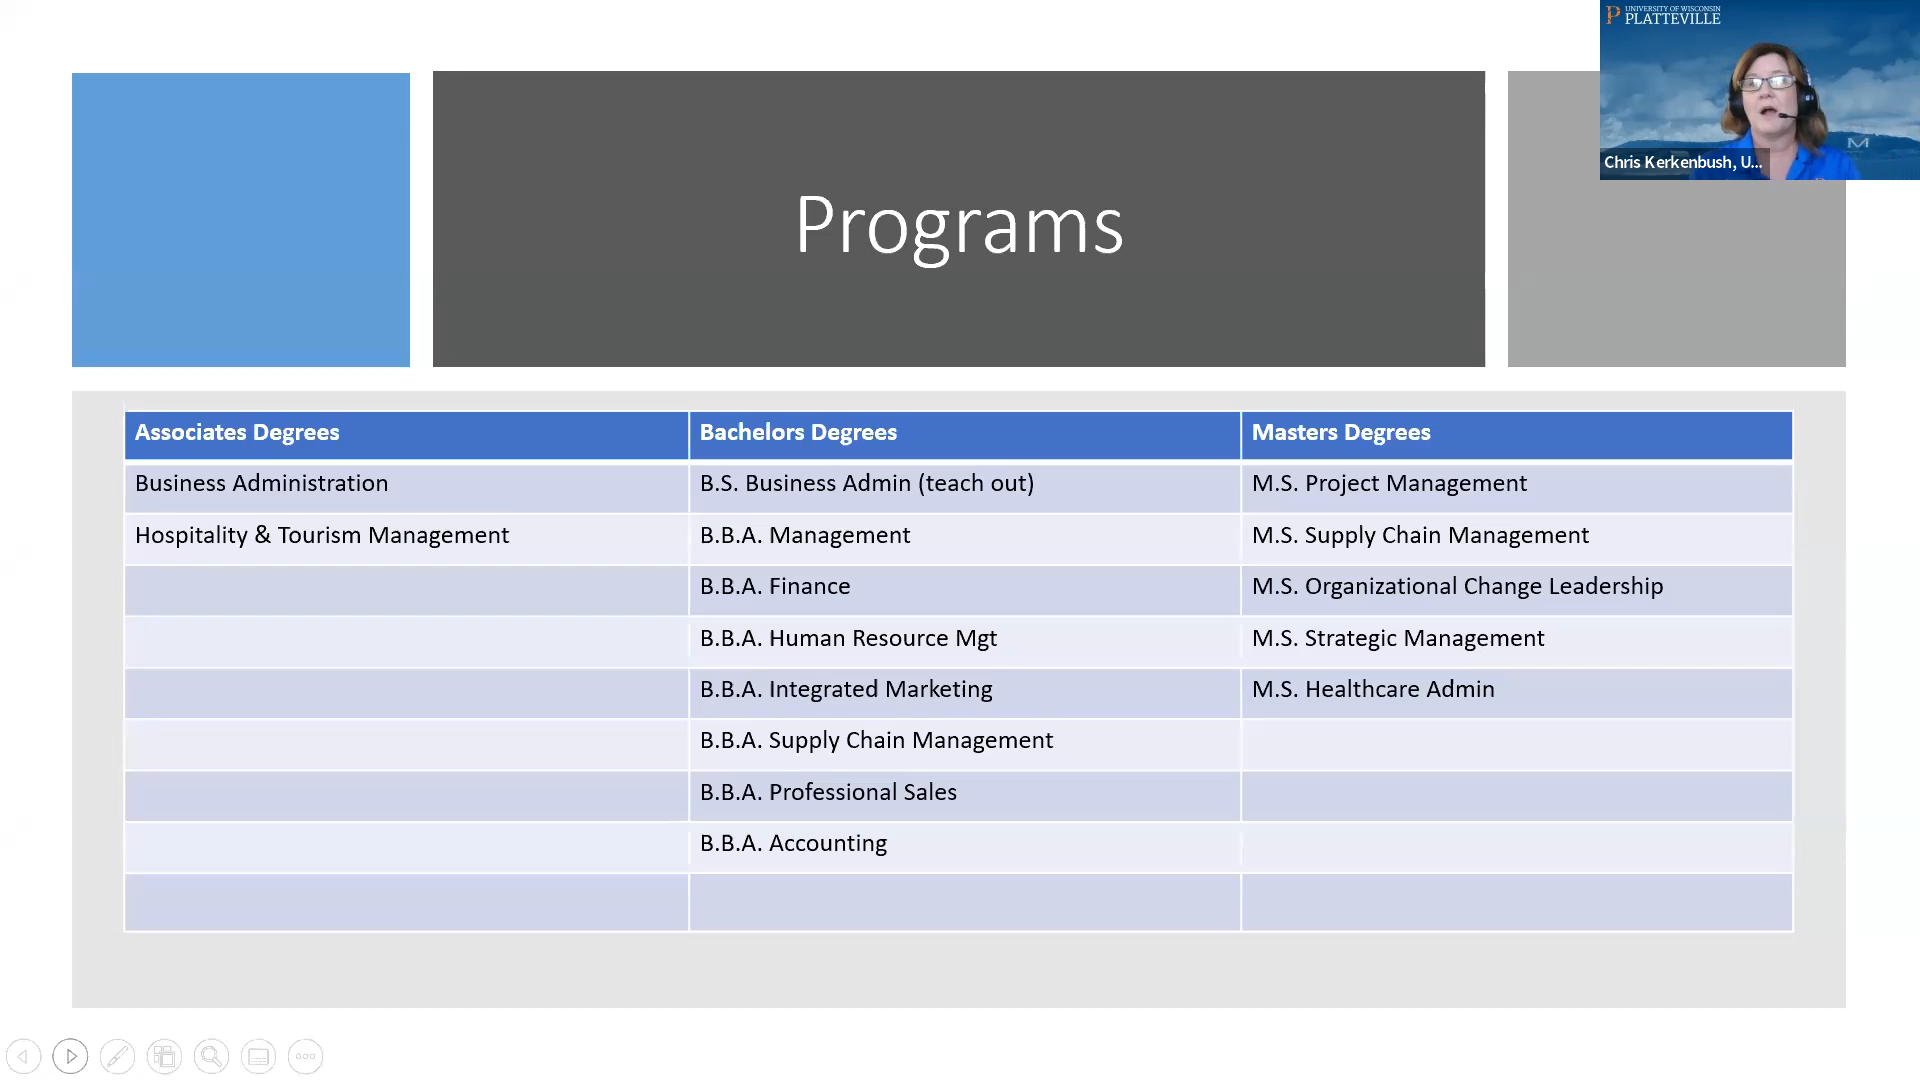 UNIVERSITY OF WISCONSIN
PLATTEVILLE
Chris Kerkenbush, U...
Programs
Associates Degrees Bachelors Degrees Masters Degrees
Business Administration B.S. Business Admin (teach out) M.S. Project Management
Hospitality & Tourism Management B.B.A. Management M.S. Supply Chain Management
B.B.A. Finance M.S. Organizational Change Leadership
B.B.A. Human Resource Mgt M.S. Strategic Management
B.B.A. Integrated Marketing M.S. Healthcare Admin
B.B.A. Supply Chain Management
B.B.A. Professional Sales
B.B.A. Accounting